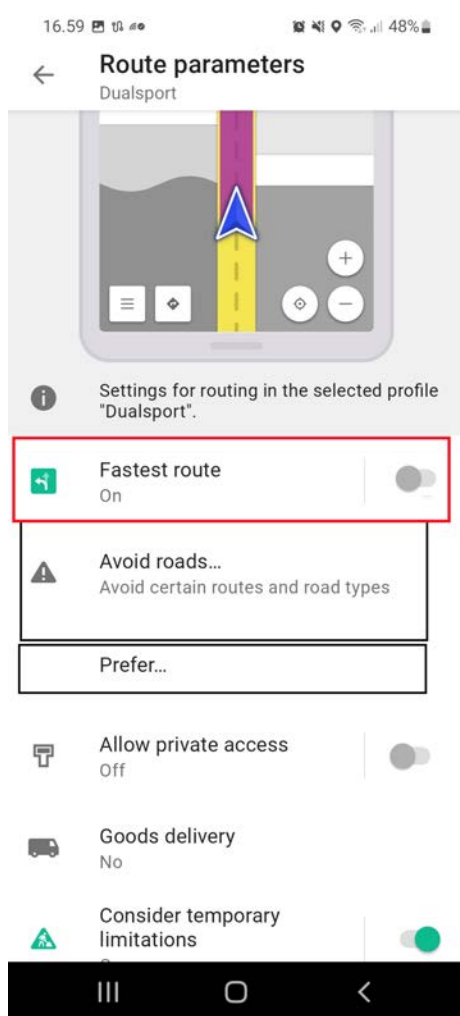 16.59
48%
Route parameters
Dualsport
Settings for routing in the selected profile
"Dualsport".
Fastest route
On
Avoid roads...
Avoid certain routes and road types
Prefer...
Allow private access
Off
Goods delivery
No
Consider temporary
limitations